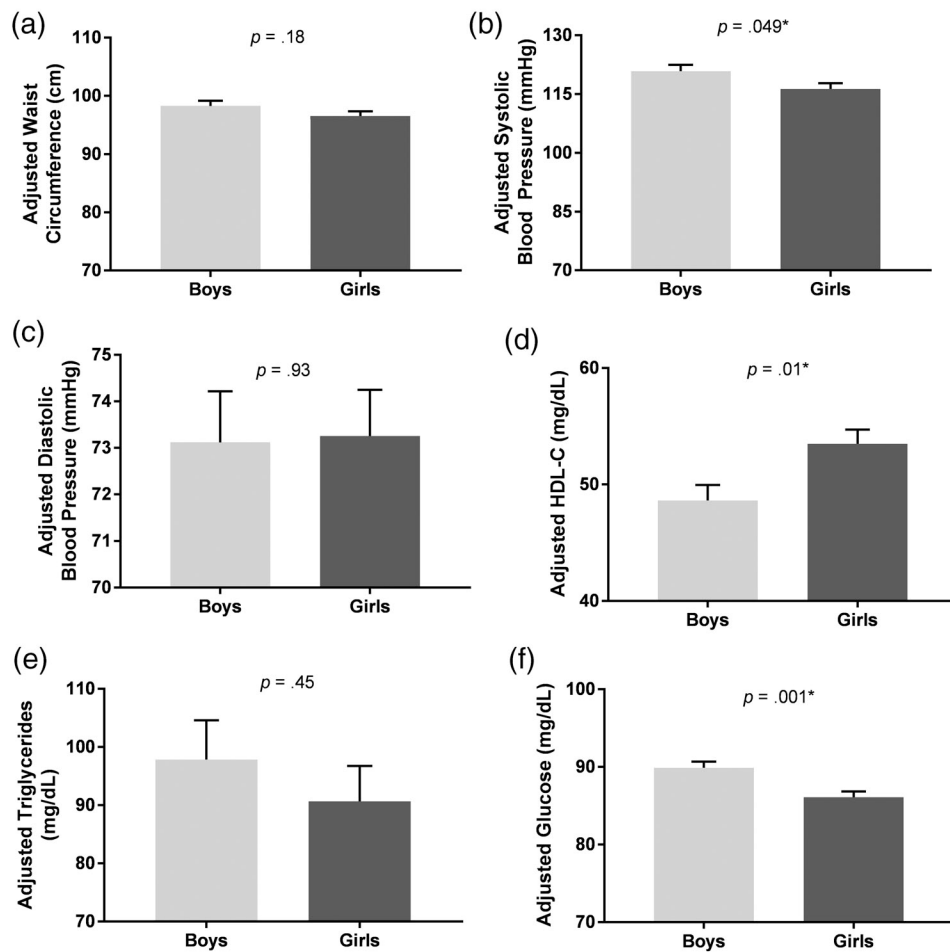 (a)
p = .18
Adjusted Waist
Circumference (cm)
110
100
90
80
70
Boys
Girls
(b)
p = .049*
Adjusted Systolic
Blood Pressure (mmHg)
130
115
100
85
70
Boys
Girls
(c)
p = .93
Adjusted Diastolic
Blood Pressure (mmHg)
75
74
73
72
71
70
Boys
Girls
(d)
p = .01*
Adjusted HDL-C (mg/dL)
60
50
40
Boys
Girls
(e)
p = .45
Adjusted Triglycerides
(mg/dL)
110
100
90
80
70
Boys
Girls
(f)
p = .001*
Adjusted Glucose (mg/dL)
100
90
80
70
Boys
Girls